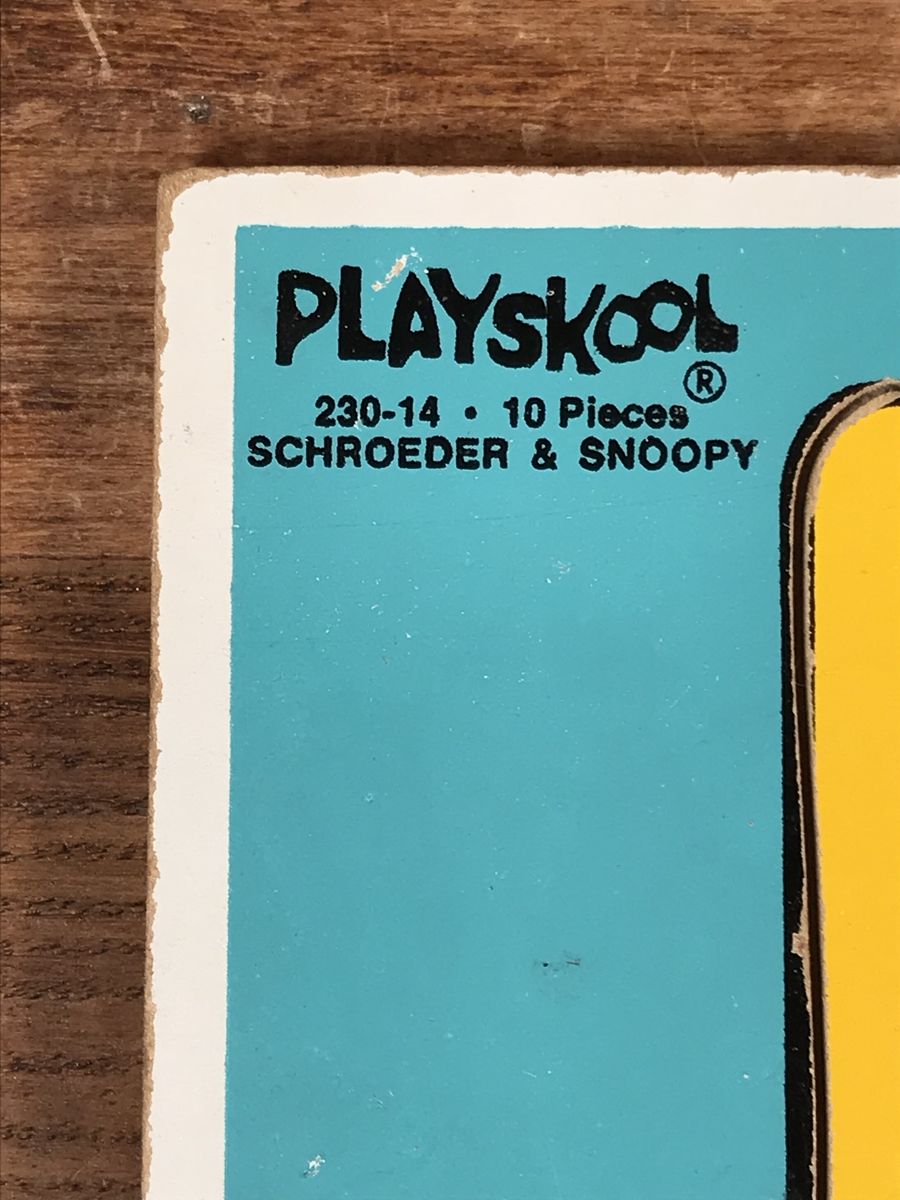 PLAYSKOOL
®
230-14 • 10 Pieces
SCHROEDER & SNOOPY